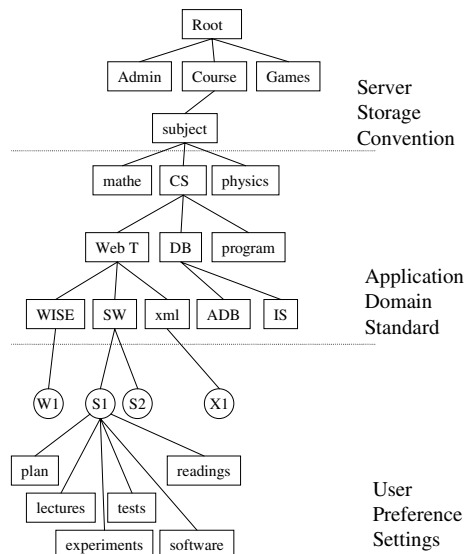 Root
Admin Course Games
Server
Storage
Convention
subject
mathe CS physics
Web T DB program
Application
Domain
Standard
WISE SW xml ADB IS
W1 S1 S2 X1
plan readings
lectures tests
experiments software
User
Preference
Settings